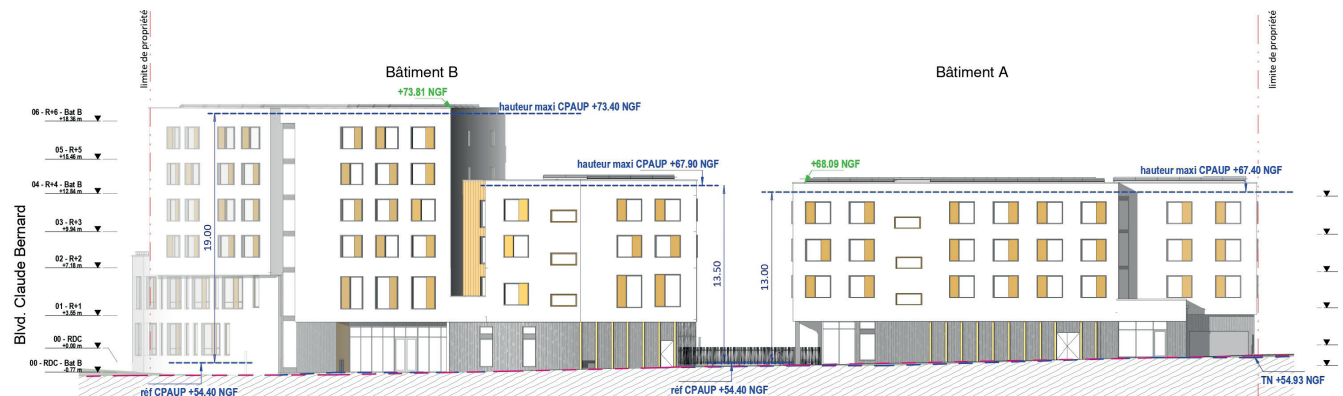 limite de propriété
limite de propriété
Bâtiment B
Bâtiment A
+73.81 NGF
hauteur maxi CPAUP +73.40 NGF
06 - R+6 - Bat B
+18.36 m
05 - R+5
+15.46 m
hauteur maxi CPAUP +67.90 NGF
+68.09 NGF
hauteur maxi CPAUP +67.40 NGF
04 - R+4 - Bat B
+12.84 m
03 - R+3
+9.94 m
19.00
02 - R+2
+7.18 m
13.50
13.00
01 - R+1
+3.55 m
Blvd. Claude Bernard
00 - RDC
+0.00 m
00 - RDC - Bat B
-0.77 m
réf CPAUP +54.40 NGF
réf CPAUP +54.40 NGF
TN +54.93 NGF